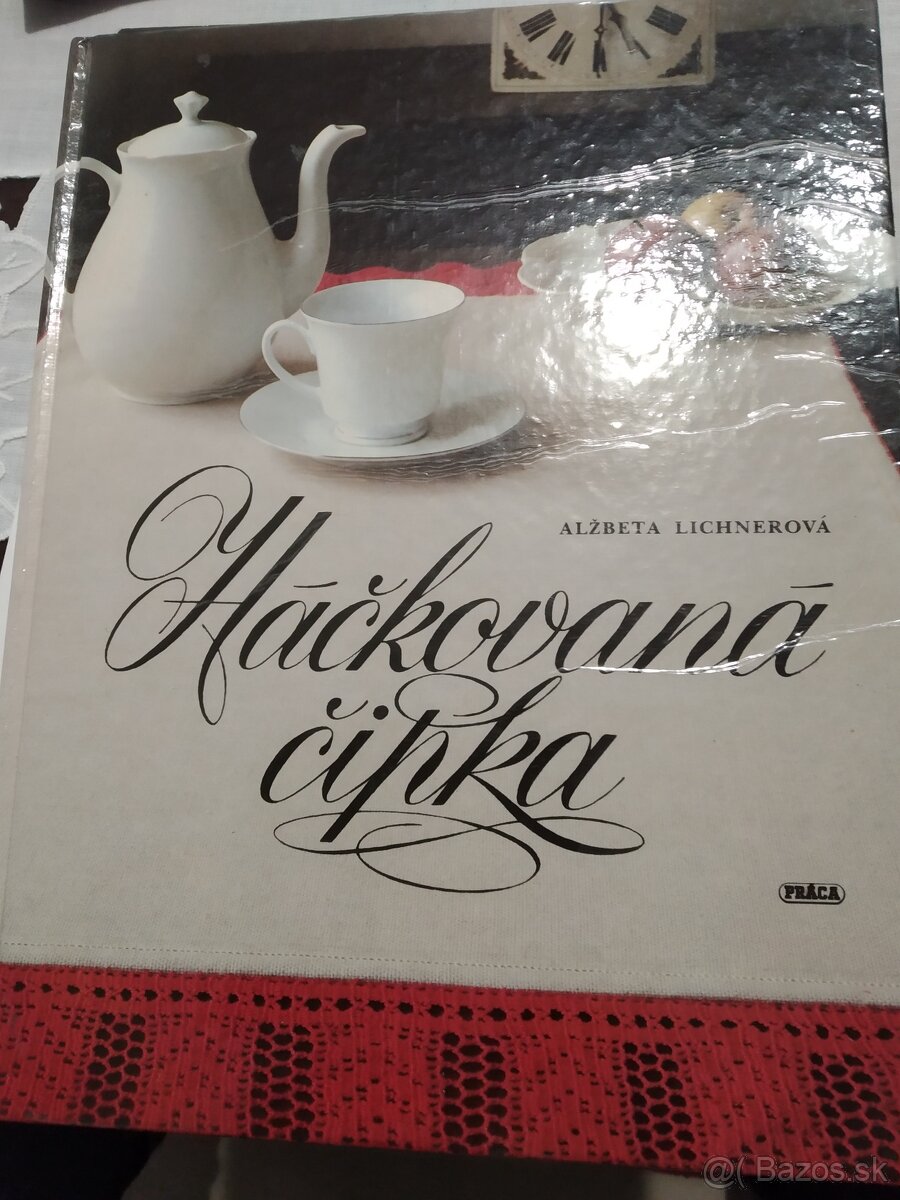 ALŽBETA LICHNEROVÁ
Háčkovaná
čipka
PRÁCA
@( Bazos.sk